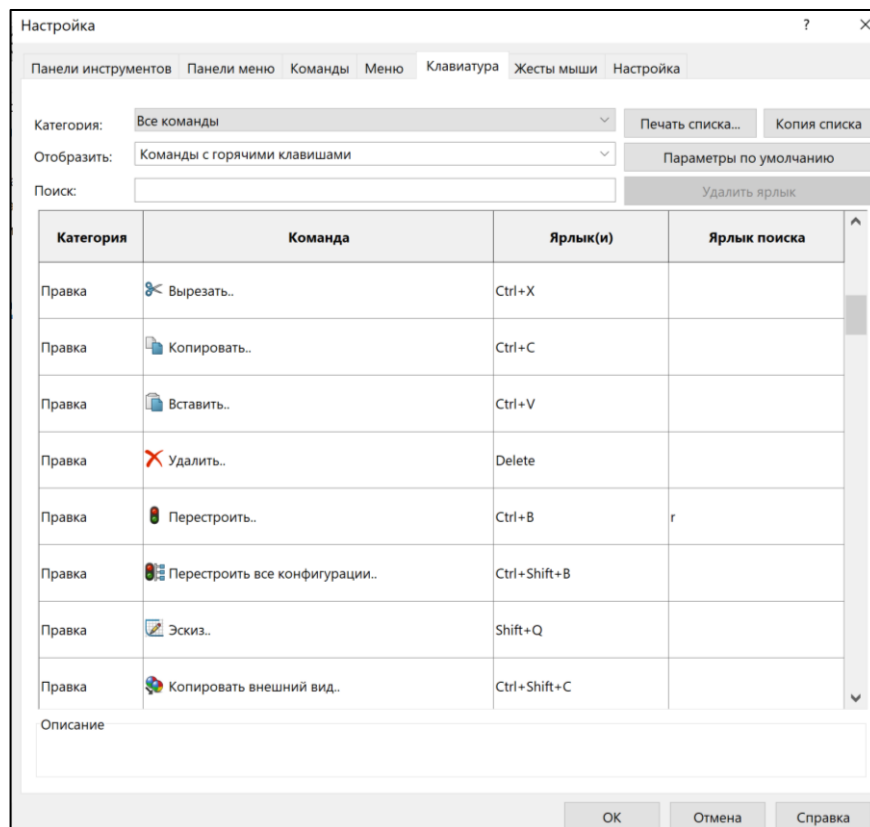 Настройка ?
Панели инструментов Панели меню Команды Меню Клавиатура Жесты мыши Настройка
Категория: Все команды Печать списка... Копия списка
Отобразить: Команды с горячими клавишами Параметры по умолчанию
Поиск: Удалить ярлык
Категория Команда Ярлык(и) Ярлык поиска
Правка Вырезать.. Ctrl+X
Правка Копировать.. Ctrl+C
Правка Вставить.. Ctrl+V
Правка Удалить.. Delete
Правка Перестроить.. Ctrl+B r
Правка Перестроить все конфигурации.. Ctrl+Shift+B
Правка Эскиз.. Shift+Q
Правка Копировать внешний вид.. Ctrl+Shift+C
Описание
OK Отмена Справка